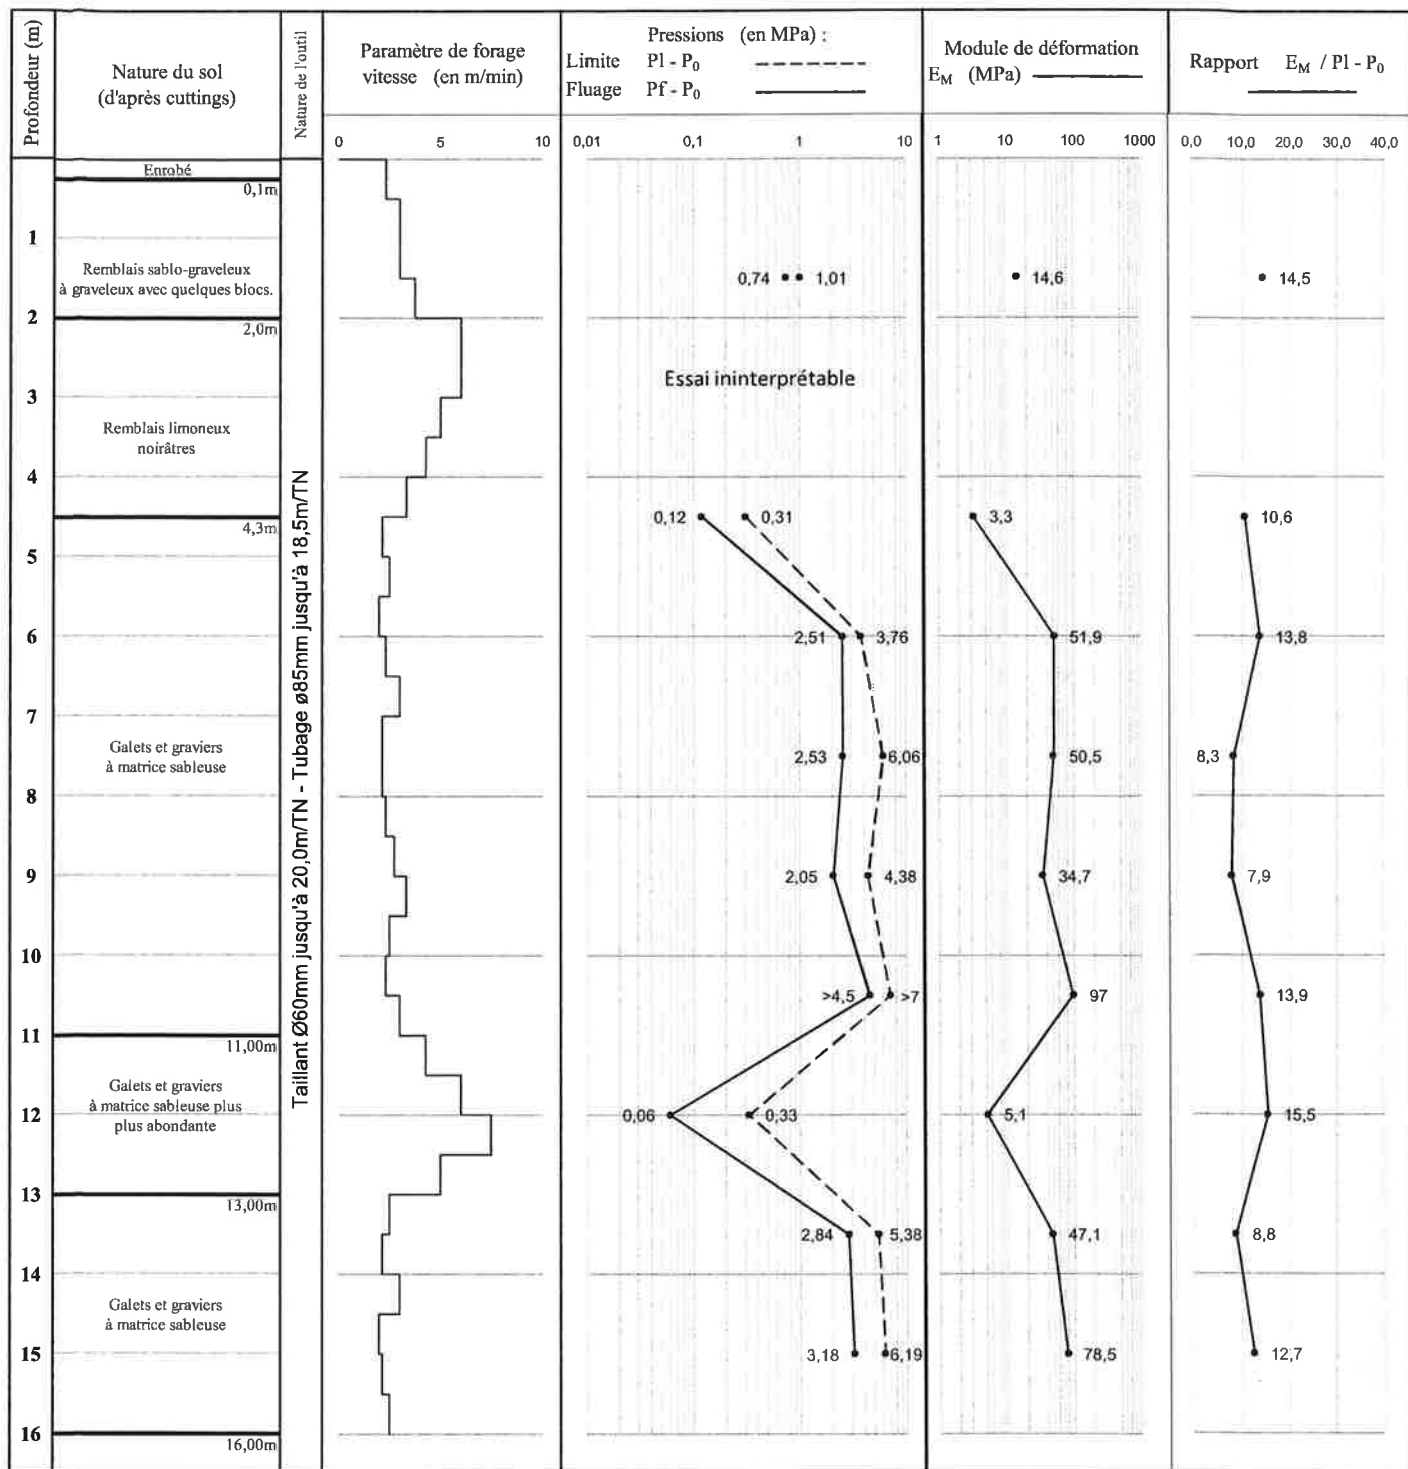 Profondeur (m)
Nature du sol
(d'après cuttings)
Nature de l'outil
Paramètre de forage
vitesse (en m/min)
Pressions (en MPa) :
Limite Pl - P0
Fluage Pf - P0
Module de déformation
EM (MPa)
Rapport EM / Pl - P0
0 5 10
0,01 0,1 1 10
1 10 100 1000
0,0 10,0 20,0 30,0 40,0
Enrobé
0,1m
1
Remblais sablo-graveleux
à graveleux avec quelques blocs.
0,74 1,01 14,6 14,5
2
2,0m
Essai ininterprétable
3
Remblais limoneux
noirâtres
4
4,3m
0,12 0,31 3,3 10,6
5
6
2,51 3,76 51,9 13,8
7
Galets et graviers
à matrice sableuse
2,53 6,06 50,5 8,3
8
9
2,05 4,38 34,7 7,9
10
>4,5 >7 97 13,9
11
11,00m
Galets et graviers
à matrice sableuse plus
plus abondante
12
0,06 0,33 5,1 15,5
13
13,00m
2,84 5,38 47,1 8,8
14
Galets et graviers
à matrice sableuse
15
3,18 6,19 78,5 12,7
16
16,00m
Taillant Ø60mm jusqu'à 20,0m/TN - Tubage ø85mm jusqu'à 18,5m/TN